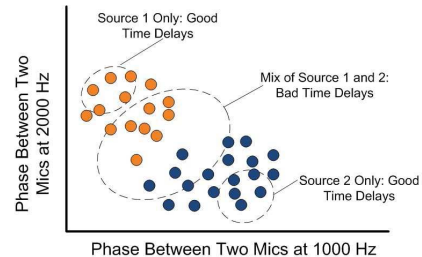 Source 1 Only: Good
Time Delays
Mix of Source 1 and 2:
Bad Time Delays
Source 2 Only: Good
Time Delays
Phase Between Two
Mics at 2000 Hz
Phase Between Two Mics at 1000 Hz